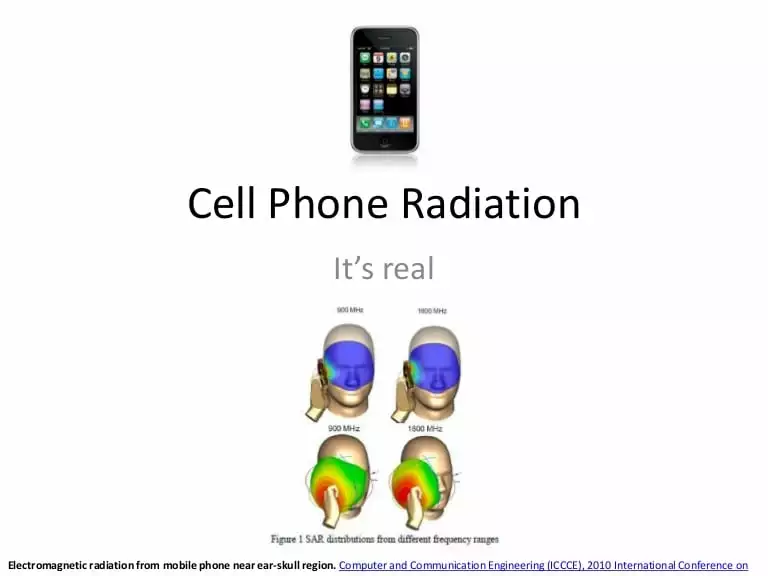 Cell Phone Radiation
It's real
900 MHz 1800 MHz
900 MHz 1800 MHz
Figure 1 SAR distributions from different frequency ranges
Electromagnetic radiation from mobile phone near ear-skull region. Computer and Communication Engineering (ICCCE), 2010 International Conference on